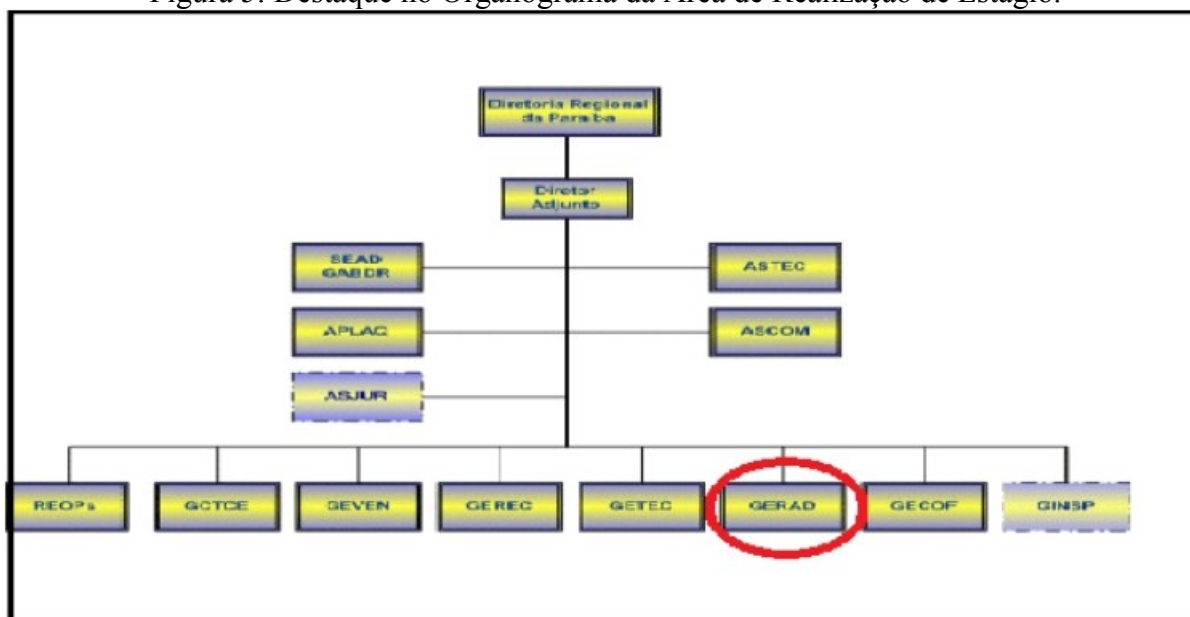 Figura 5: Destaque no Organograma da Área de Realização de Estágio.
Diretoria Regional
da Paraíba
Diretor
Adjunto
SEAD
GABDR
ASTEC
APLAQ
ASCOM
ASJUR
REOPs
GCTCE
GEVEN
GEREC
GETEC
GERAD
GECOF
GINSP